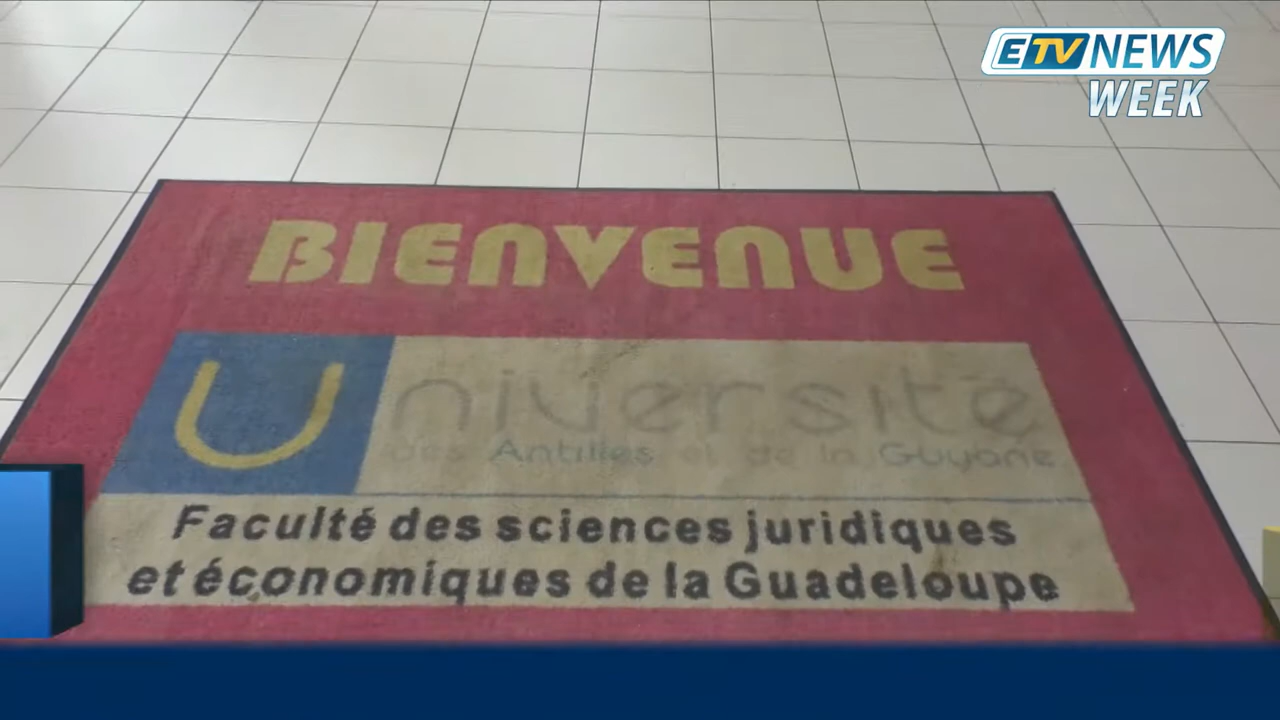 ETV NEWS
WEEK
BIENVENUE
Université
des Antilles et de la Guyane
Faculté des sciences juridiques
et économiques de la Guadeloupe